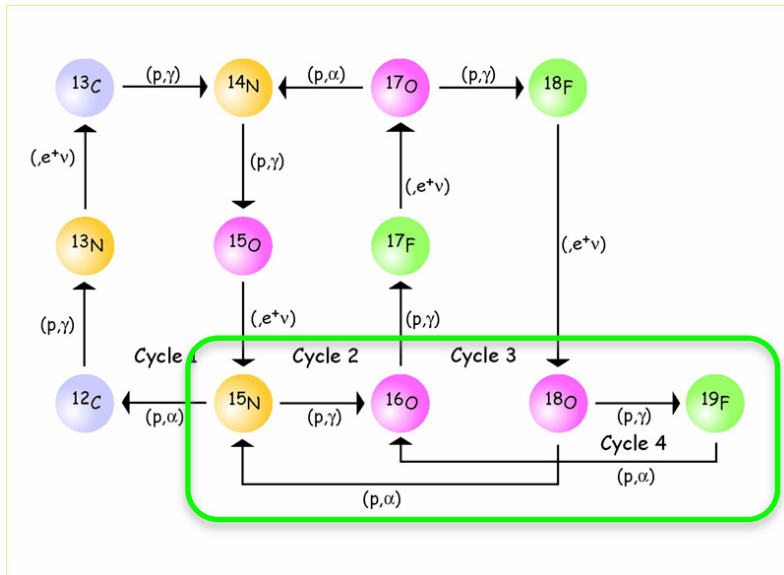 (p,γ) (p,α) (p,γ)
¹³C ¹⁴N ¹⁷O ¹⁸F
(,e⁺ν) (p,γ) (,e⁺ν)
¹³N ¹⁵O ¹⁷F (,e⁺ν)
(p,γ) (,e⁺ν) (p,γ)
Cycle 1 Cycle 2 Cycle 3
¹²C ¹⁵N ¹⁶O ¹⁸O ¹⁹F
(p,α) (p,γ) (p,γ)
Cycle 4
(p,α)
(p,α)